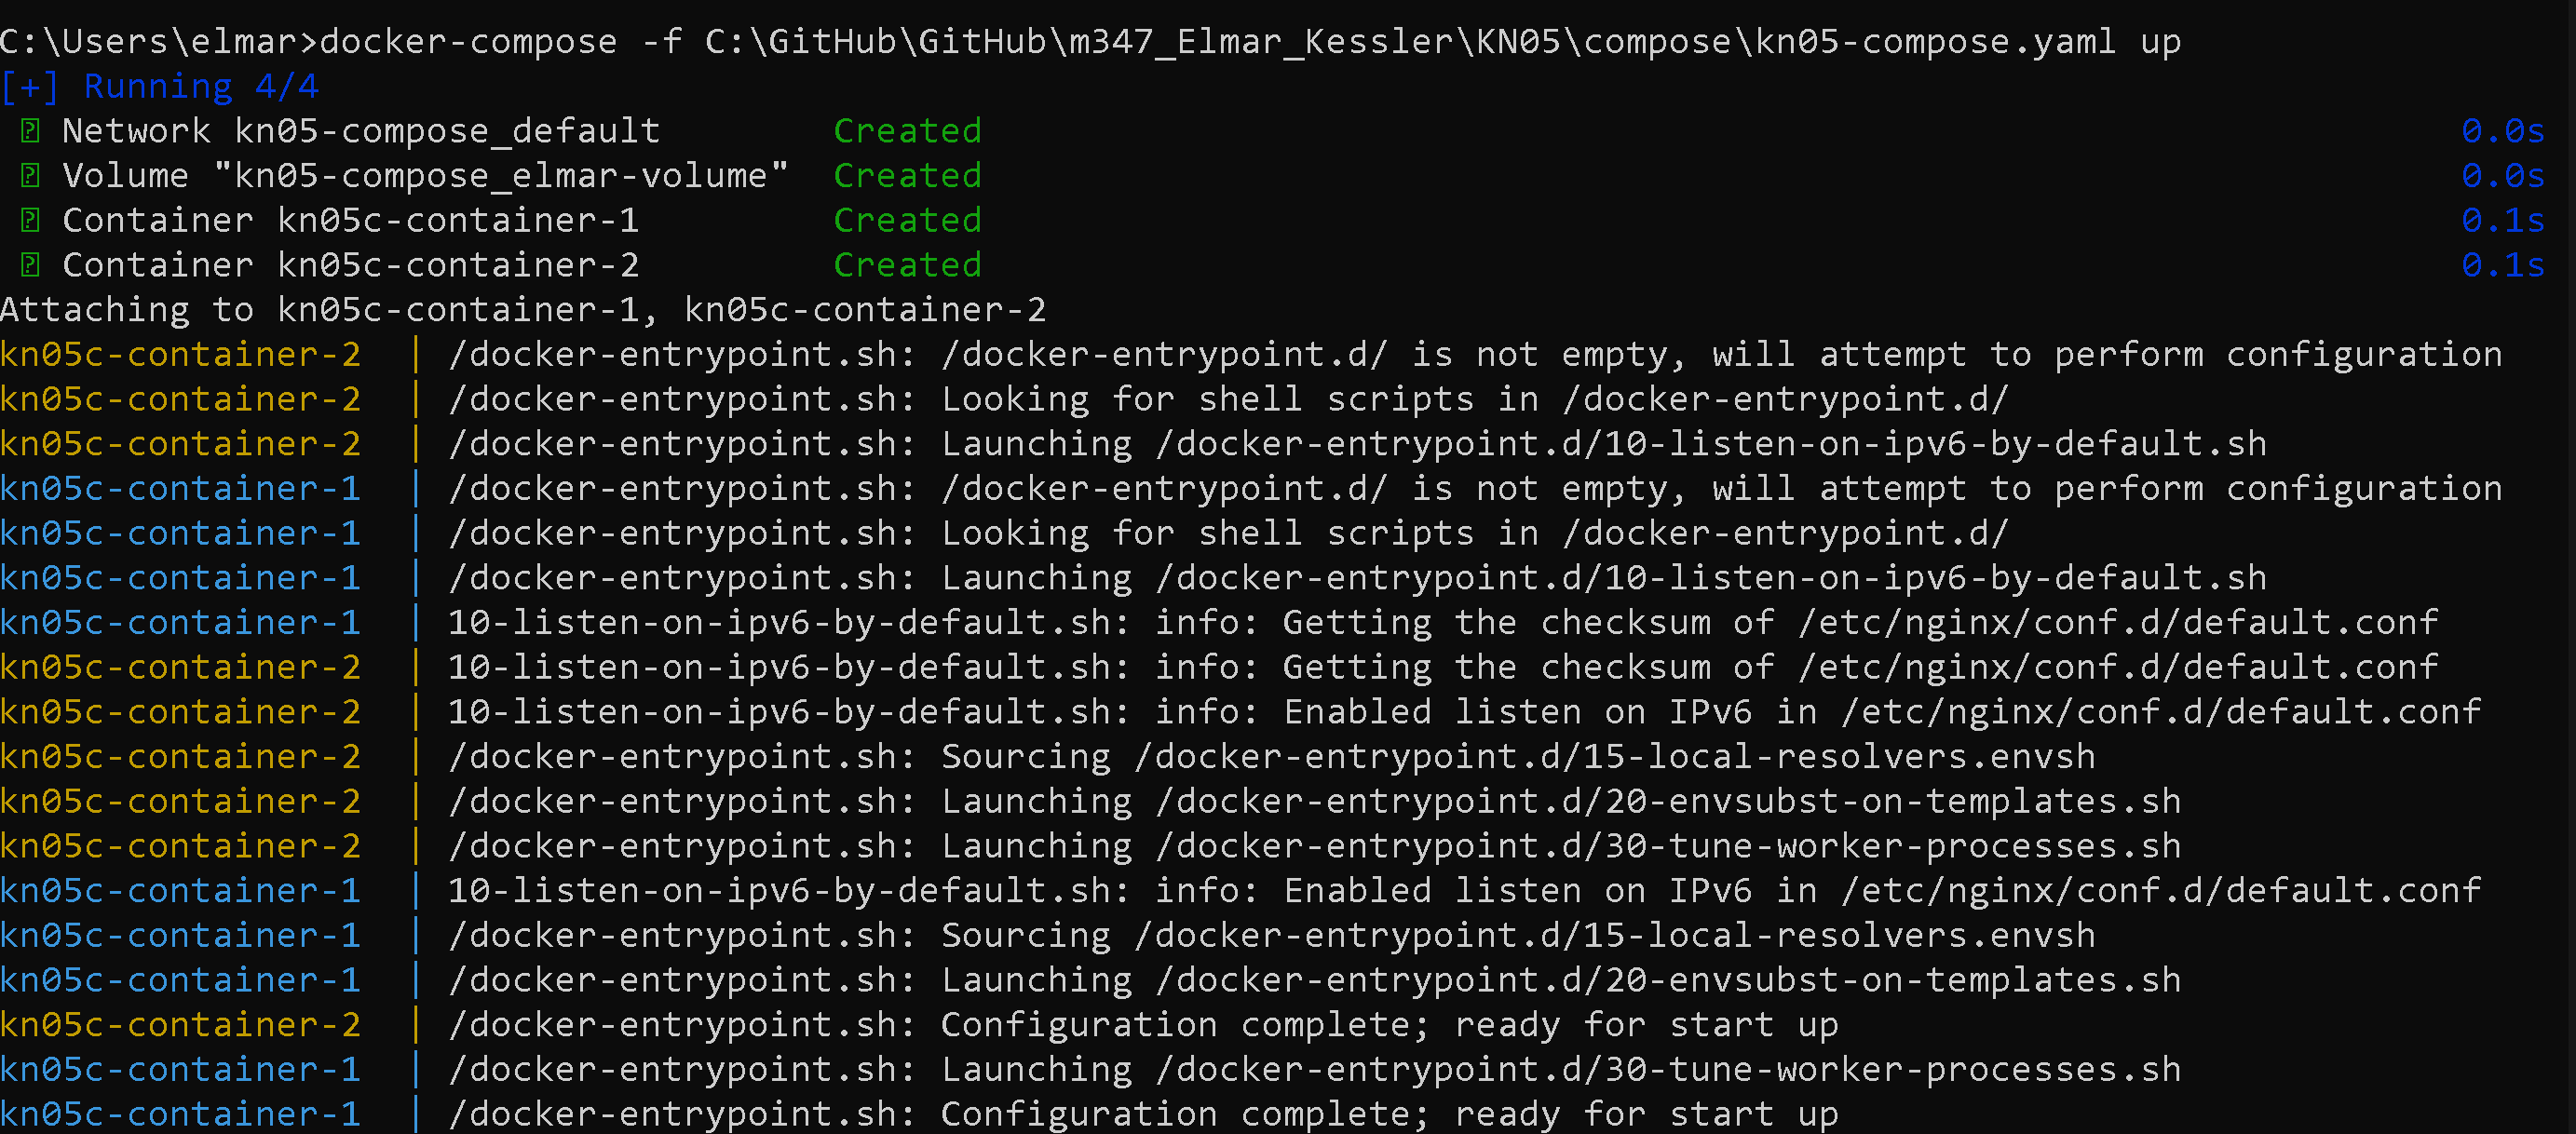 C:\Users\elmar>docker-compose -f C:\GitHub\GitHub\m347_Elmar_Kessler\KN05\compose\kn05-compose.yaml up
[+] Running 4/4
Network kn05-compose_default Created 0.0s
Volume "kn05-compose_elmar-volume" Created 0.0s
Container kn05c-container-1 Created 0.1s
Container kn05c-container-2 Created 0.1s
Attaching to kn05c-container-1, kn05c-container-2
kn05c-container-2 | /docker-entrypoint.sh: /docker-entrypoint.d/ is not empty, will attempt to perform configuration
kn05c-container-2 | /docker-entrypoint.sh: Looking for shell scripts in /docker-entrypoint.d/
kn05c-container-2 | /docker-entrypoint.sh: Launching /docker-entrypoint.d/10-listen-on-ipv6-by-default.sh
kn05c-container-1 | /docker-entrypoint.sh: /docker-entrypoint.d/ is not empty, will attempt to perform configuration
kn05c-container-1 | /docker-entrypoint.sh: Looking for shell scripts in /docker-entrypoint.d/
kn05c-container-1 | /docker-entrypoint.sh: Launching /docker-entrypoint.d/10-listen-on-ipv6-by-default.sh
kn05c-container-1 | 10-listen-on-ipv6-by-default.sh: info: Getting the checksum of /etc/nginx/conf.d/default.conf
kn05c-container-2 | 10-listen-on-ipv6-by-default.sh: info: Getting the checksum of /etc/nginx/conf.d/default.conf
kn05c-container-2 | 10-listen-on-ipv6-by-default.sh: info: Enabled listen on IPv6 in /etc/nginx/conf.d/default.conf
kn05c-container-2 | /docker-entrypoint.sh: Sourcing /docker-entrypoint.d/15-local-resolvers.envsh
kn05c-container-2 | /docker-entrypoint.sh: Launching /docker-entrypoint.d/20-envsubst-on-templates.sh
kn05c-container-2 | /docker-entrypoint.sh: Launching /docker-entrypoint.d/30-tune-worker-processes.sh
kn05c-container-1 | 10-listen-on-ipv6-by-default.sh: info: Enabled listen on IPv6 in /etc/nginx/conf.d/default.conf
kn05c-container-1 | /docker-entrypoint.sh: Sourcing /docker-entrypoint.d/15-local-resolvers.envsh
kn05c-container-1 | /docker-entrypoint.sh: Launching /docker-entrypoint.d/20-envsubst-on-templates.sh
kn05c-container-2 | /docker-entrypoint.sh: Configuration complete; ready for start up
kn05c-container-1 | /docker-entrypoint.sh: Launching /docker-entrypoint.d/30-tune-worker-processes.sh
kn05c-container-1 | /docker-entrypoint.sh: Configuration complete; ready for start up